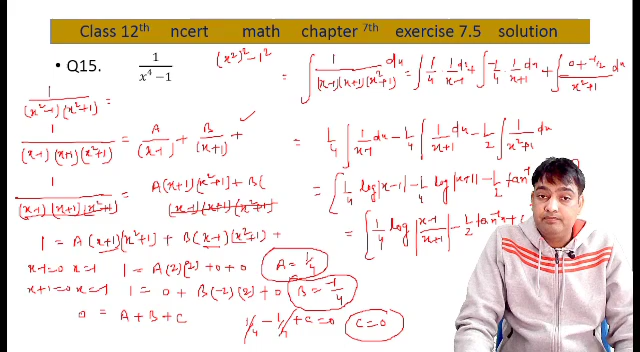 Class 12th ncert math chapter 7th exercise 7.5 solution
• Q15. 1/(x⁴−1) (x²)²−1²
1/((x²−1)(x²+1)) =
1/((x−1)(x+1)(x²+1)) = A/(x−1) + B/(x+1) +
1/((x−1)(x+1)(x²+1)) = A(x+1)(x²+1)+B(
(x−1)(x+1)(x²+1)
1 = A(x+1)(x²+1) + B(x−1)(x²+1) +
x−1=0 x=1 1 = A(2)(2)+0+0 A=1/4
x+1=0 x=−1 1 = 0 + B(−2)(2)+0 B=−1/4
0 = A+B+C 1/4 − 1/4 + C=0 C=0
= ∫ 1/((x−1)(x+1)(x²+1)) dx = ∫ 1/4 · 1/(x−1) dx + ∫ −1/4 · 1/(x+1) dx + ∫ (0+−1/2)/(x²+1) dx
= 1/4 ∫ 1/(x−1) dx − 1/4 ∫ 1/(x+1) dx − 1/2 ∫ 1/(x²+1) dx
= [1/4 log|x−1| − 1/4 log|x+1| − 1/2 tan⁻¹
= [1/4 log|(x−1)/(x+1)| − 1/2 tan⁻¹x + c